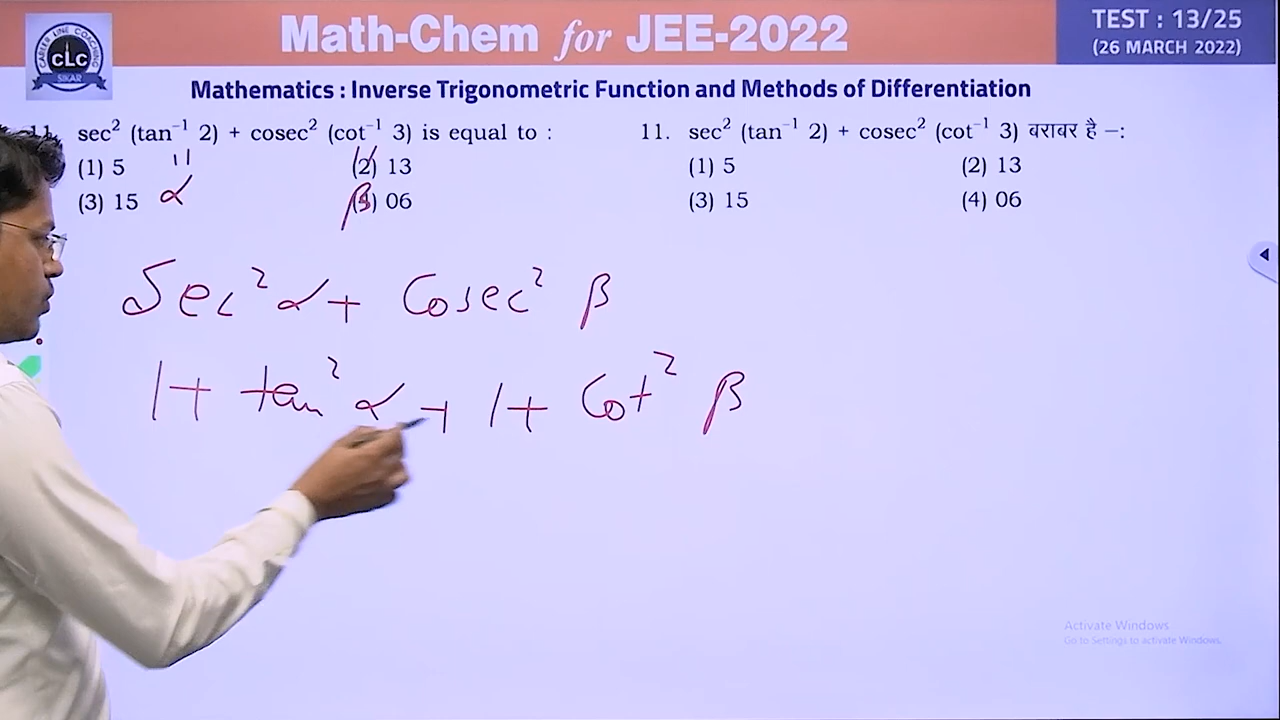 Math-Chem for JEE-2022
TEST : 13/25
(26 MARCH 2022)
CAREER LINE COACHING
CLC
SIKAR
Mathematics : Inverse Trigonometric Function and Methods of Differentiation
11. sec² (tan⁻¹ 2) + cosec² (cot⁻¹ 3) is equal to :
(1) 5 (2) 13
(3) 15 (4) 06
11. sec² (tan⁻¹ 2) + cosec² (cot⁻¹ 3) बराबर है –:
(1) 5 (2) 13
(3) 15 (4) 06
α β
Sec² α + Cosec² β
1 + tan² α + 1 + Cot² β
Activate Windows
Go to Settings to activate Windows.